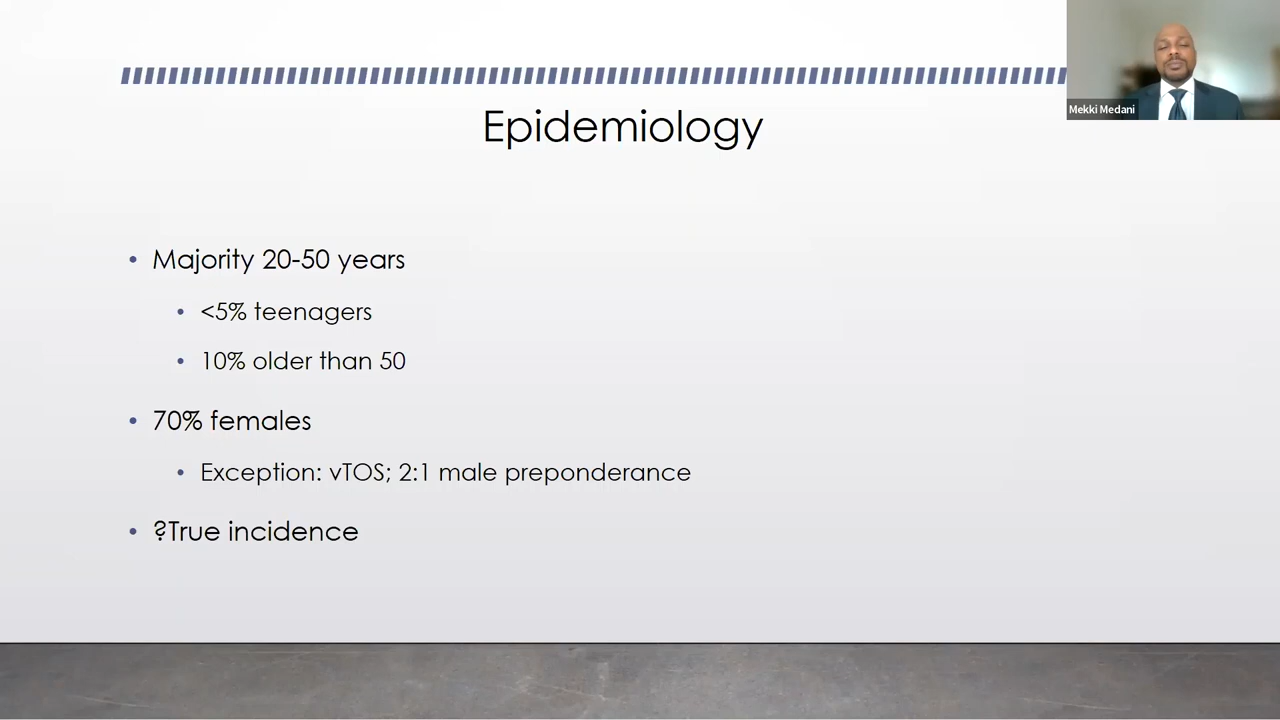 Mekki Medani
Epidemiology
• Majority 20-50 years
• <5% teenagers
• 10% older than 50
• 70% females
• Exception: vTOS; 2:1 male preponderance
• ?True incidence